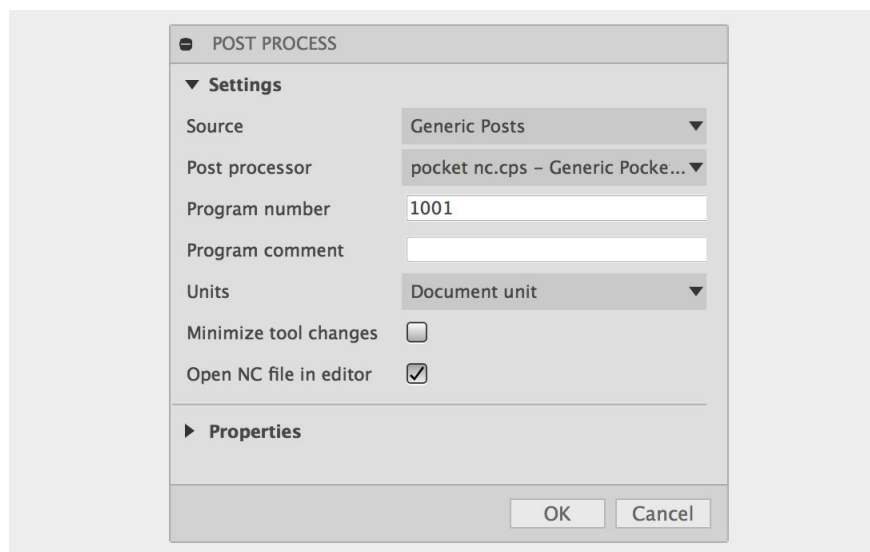 POST PROCESS
Settings
Source Generic Posts
Post processor pocket nc.cps – Generic Pocke...
Program number 1001
Program comment
Units Document unit
Minimize tool changes
Open NC file in editor
Properties
OK Cancel